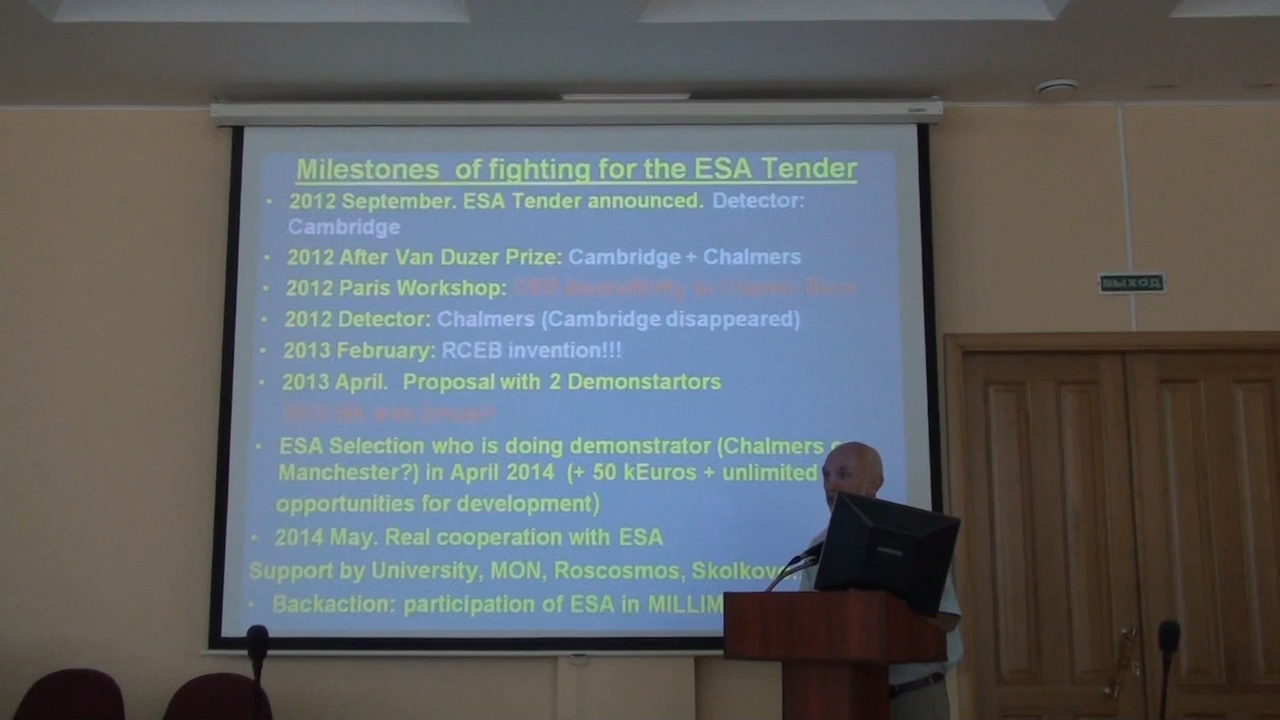 Milestones of fighting for the ESA Tender
• 2012 September. ESA Tender announced. Detector:
Cambridge
• 2012 After Van Duzer Prize: Cambridge + Chalmers
• 2012 Paris Workshop:
• 2012 Detector: Chalmers (Cambridge disappeared)
• 2013 February: RCEB invention!!!
• 2013 April. Proposal with 2 Demonstartors
• ESA Selection who is doing demonstrator (Chalmers
Manchester?) in April 2014 (+ 50 kEuros + unlimited
opportunities for development)
• 2014 May. Real cooperation with ESA
Support by University, MON, Roscosmos, Skolkovo
• Backaction: participation of ESA in MILLIM
ВЫХОД